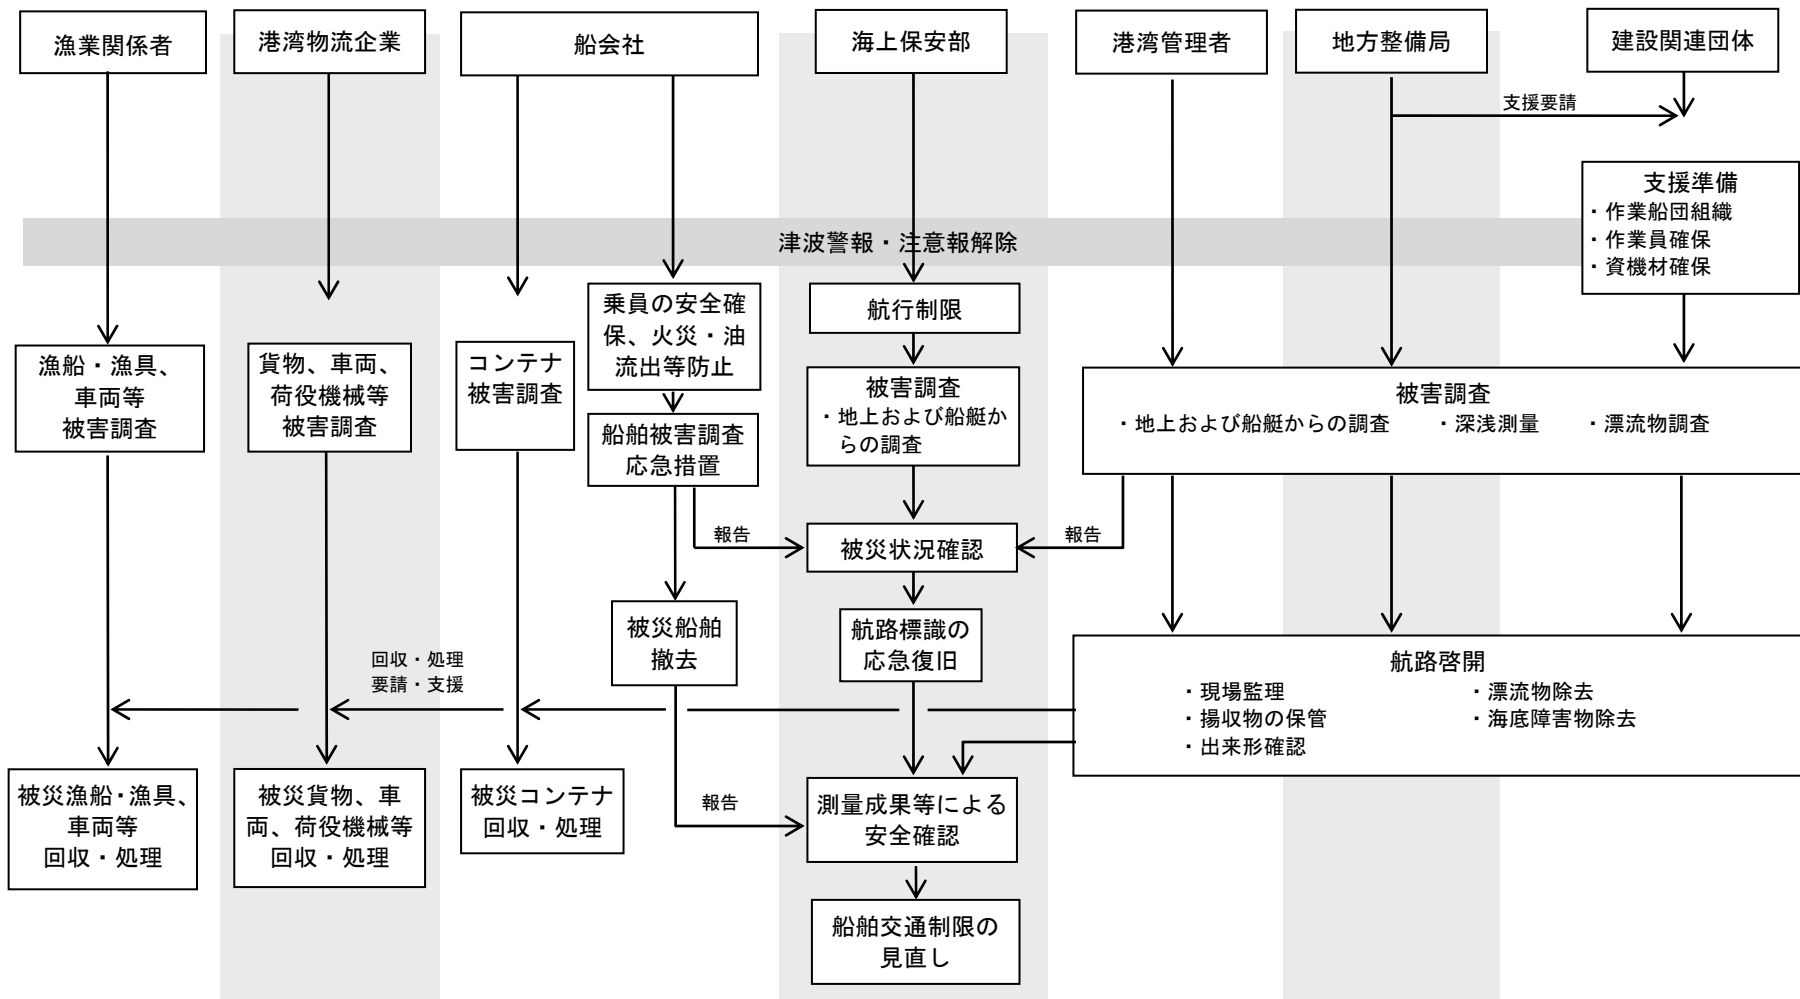 漁業関係者
港湾物流企業
船会社
海上保安部
港湾管理者
地方整備局
建設関連団体
支援要請
支援準備
・作業船団組織
・作業員確保
・資機材確保
津波警報・注意報解除
漁船・漁具、
車両等
被害調査
貨物、車両、
荷役機械等
被害調査
コンテナ
被害調査
乗員の安全確
保、火災・油
流出等防止
船舶被害調査
応急措置
航行制限
被害調査
・地上および船艇か
らの調査
被害調査
・地上および船艇からの調査 ・深浅測量 ・漂流物調査
報告
被災状況確認
報告
被災船舶
撤去
航路標識の
応急復旧
航路啓開
・現場監理
・揚収物の保管
・出来形確認
・漂流物除去
・海底障害物除去
回収・処理
要請・支援
被災漁船・漁具、
車両等
回収・処理
被災貨物、車
両、荷役機械等
回収・処理
被災コンテナ
回収・処理
報告
測量成果等による
安全確認
船舶交通制限の
見直し